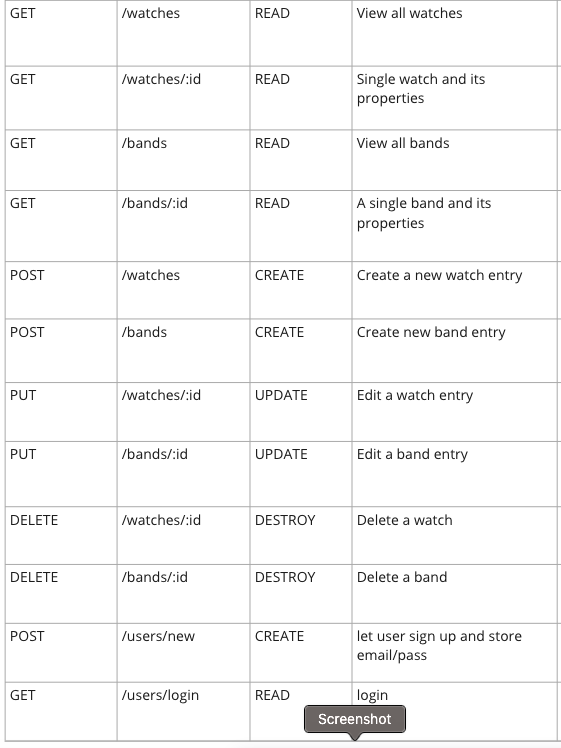 GET /watches READ View all watches
GET /watches/:id READ Single watch and its
properties
GET /bands READ View all bands
GET /bands/:id READ A single band and its
properties
POST /watches CREATE Create a new watch entry
POST /bands CREATE Create new band entry
PUT /watches/:id UPDATE Edit a watch entry
PUT /bands/:id UPDATE Edit a band entry
DELETE /watches/:id DESTROY Delete a watch
DELETE /bands/:id DESTROY Delete a band
POST /users/new CREATE let user sign up and store
email/pass
GET /users/login READ login
Screenshot